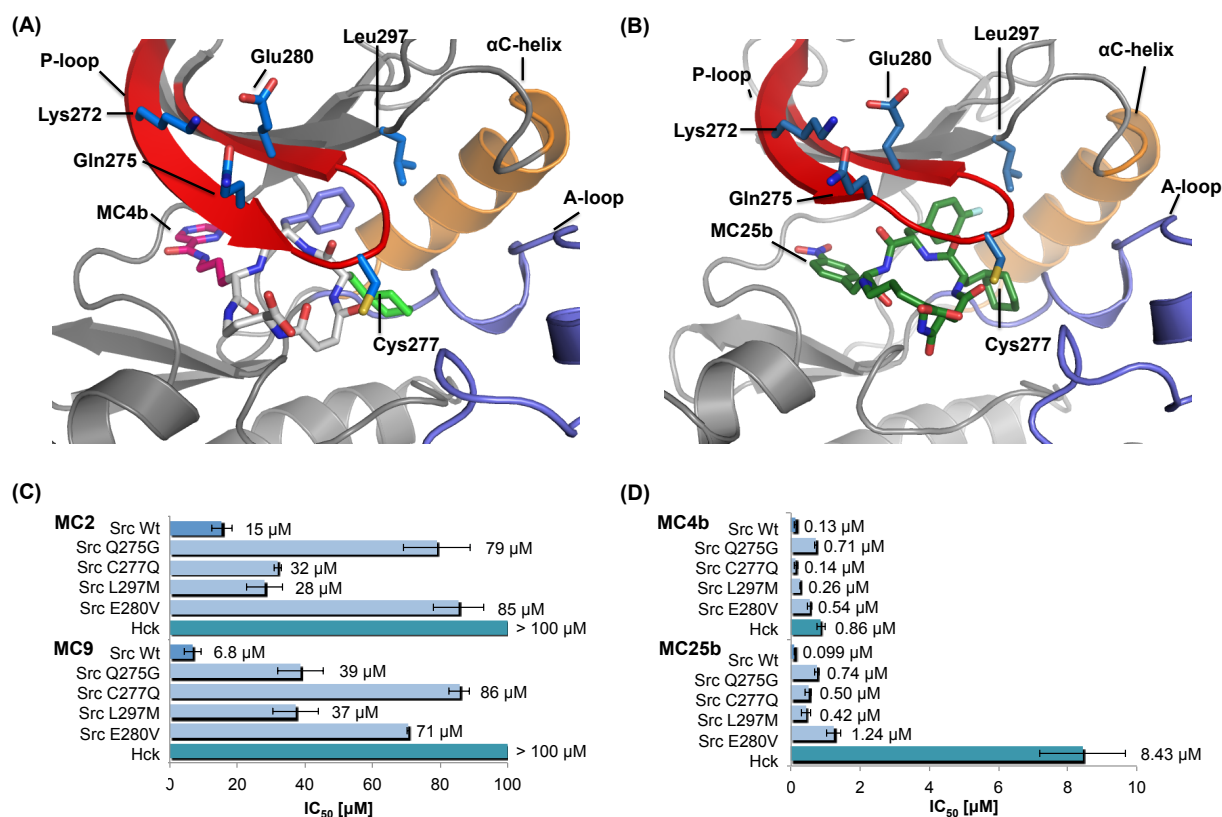 (A)
Leu297
αC-helix
Glu280
P-loop
Lys272
Gln275
A-loop
MC4b
Cys277
(B)
Leu297
αC-helix
Glu280
P-loop
Lys272
A-loop
Gln275
MC25b
Cys277
(C)
MC2
Src Wt 15 µM
Src Q275G 79 µM
Src C277Q 32 µM
Src L297M 28 µM
Src E280V 85 µM
Hck > 100 µM
MC9
Src Wt 6.8 µM
Src Q275G 39 µM
Src C277Q 86 µM
Src L297M 37 µM
Src E280V 71 µM
Hck > 100 µM
0 20 40 60 80 100
IC50 [µM]
(D)
MC4b
Src Wt 0.13 µM
Src Q275G 0.71 µM
Src C277Q 0.14 µM
Src L297M 0.26 µM
Src E280V 0.54 µM
Hck 0.86 µM
MC25b
Src Wt 0.099 µM
Src Q275G 0.74 µM
Src C277Q 0.50 µM
Src L297M 0.42 µM
Src E280V 1.24 µM
Hck 8.43 µM
0 2 4 6 8 10
IC50 [µM]